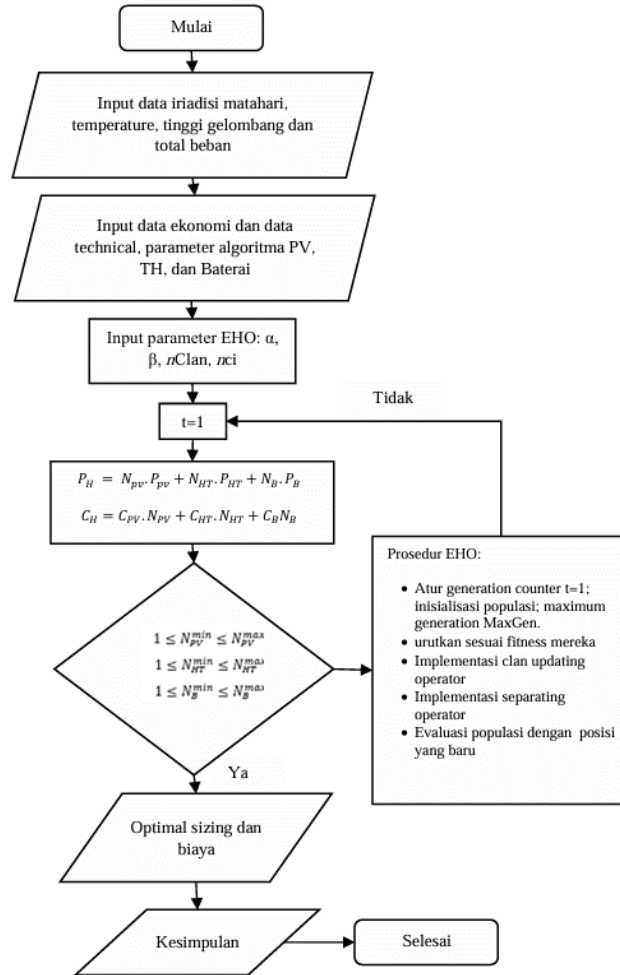 Mulai
Input data iriadisi matahari,
temperature, tinggi gelombang dan
total beban
Input data ekonomi dan data
technical, parameter algoritma PV,
TH, dan Baterai
Input parameter EHO: α,
β, nClan, nci
Tidak
t=1
P_H = N_pv.P_pv + N_HT.P_HT + N_B.P_B
C_H = C_PV.N_PV + C_HT.N_HT + C_BN_B
1 ≤ N_PV^min ≤ N_PV^max
1 ≤ N_HT^min ≤ N_HT^max
1 ≤ N_B^min ≤ N_B^max
Prosedur EHO:
• Atur generation counter t=1;
inisialisasi populasi; maximum
generation MaxGen.
• urutkan sesuai fitness mereka
• Implementasi clan updating
operator
• Implementasi separating
operator
• Evaluasi populasi dengan posisi
yang baru
Ya
Optimal sizing dan
biaya
Kesimpulan
Selesai